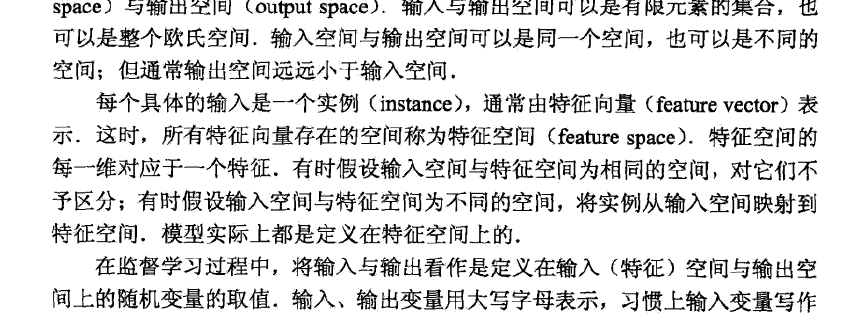 space）与输出空间（output space）．输入与输出空间可以是有限元素的集合，也
可以是整个欧氏空间．输入空间与输出空间可以是同一个空间，也可以是不同的
空间；但通常输出空间远远小于输入空间．
每个具体的输入是一个实例（instance），通常由特征向量（feature vector）表
示．这时，所有特征向量存在的空间称为特征空间（feature space）．特征空间的
每一维对应于一个特征．有时假设输入空间与特征空间为相同的空间，对它们不
予区分；有时假设输入空间与特征空间为不同的空间，将实例从输入空间映射到
特征空间．模型实际上都是定义在特征空间上的．
在监督学习过程中，将输入与输出看作是定义在输入（特征）空间与输出空
间上的随机变量的取值．输入、输出变量用大写字母表示，习惯上输入变量写作